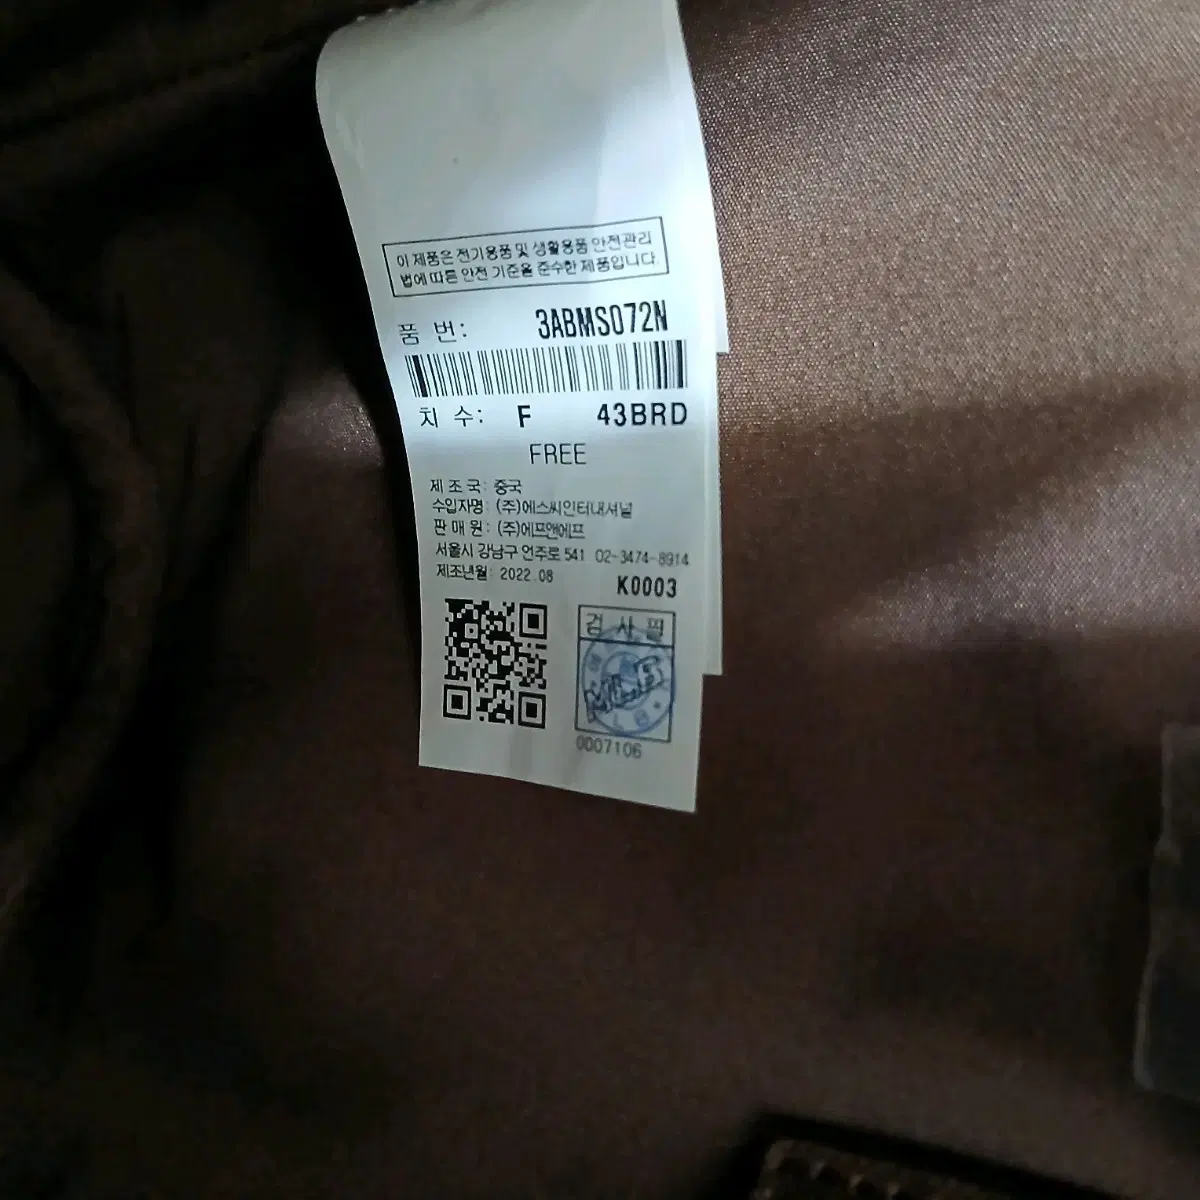 이 제품은 전기용품 및 생활용품 안전관리
법에 따른 안전 기준을 준수한 제품입니다.
품 번: 3ABMS072N
치 수: F 43BRD
FREE
제 조 국: 중국
수입자명: (주)에스씨인터내셔널
판 매 원: (주)에프앤에프
서울시 강남구 언주로 541 02-3474-8914
제조년월: 2022.08
K0003
검 사 필
MLB
0007106